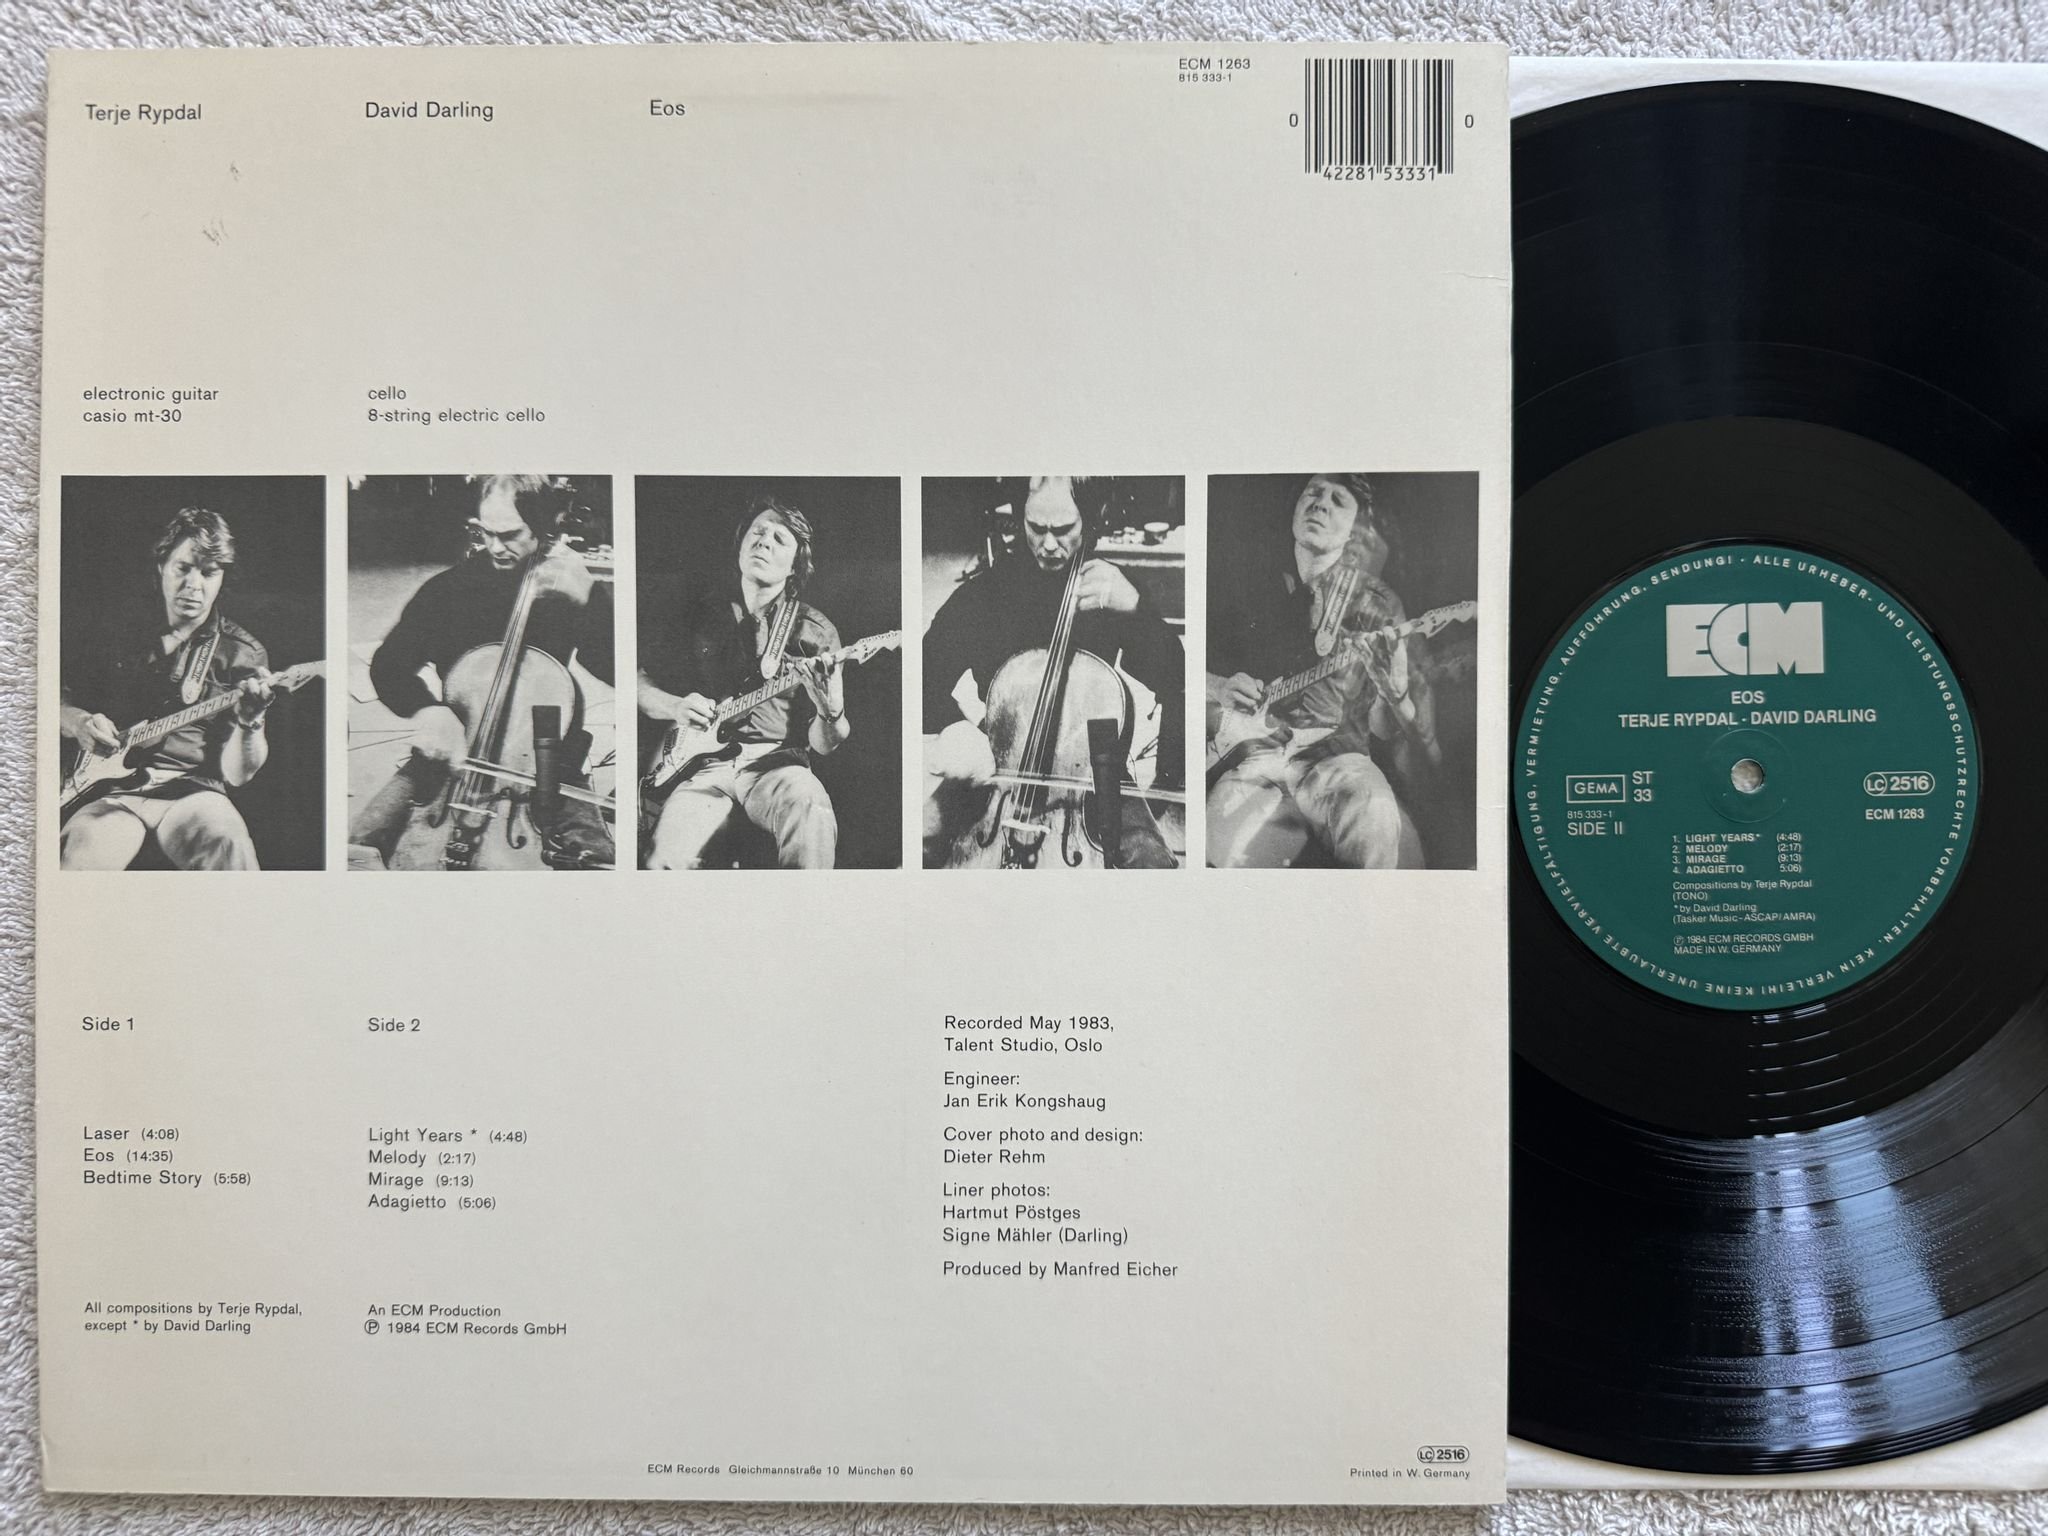 Terje Rypdal
David Darling
Eos
ECM 1263
815 333-1
0 42281 53331 0
electronic guitar
casio mt-30
cello
8-string electric cello
Side 1
Laser (4:08)
Eos (14:35)
Bedtime Story (5:58)
All compositions by Terje Rypdal,
except * by David Darling
Side 2
Light Years * (4:48)
Melody (2:17)
Mirage (9:13)
Adagietto (5:06)
An ECM Production
Ⓟ 1984 ECM Records GmbH
Recorded May 1983,
Talent Studio, Oslo
Engineer:
Jan Erik Kongshaug
Cover photo and design:
Dieter Rehm
Liner photos:
Hartmut Pöstges
Signe Mähler (Darling)
Produced by Manfred Eicher
ECM Records Gleichmannstraße 10 München 60
LC 2516
Printed in W. Germany
ALLE URHEBER- UND LEISTUNGSSCHUTZRECHTE VORBEHALTEN. KEIN VERLEIH! KEINE UNERLAUBTE VERVIELFÄLTIGUNG, VERMIETUNG, AUFFÜHRUNG, SENDUNG! ·
ECM
EOS
TERJE RYPDAL - DAVID DARLING
GEMA
ST
33
815 333-1
SIDE II
LC 2516
ECM 1263
1. LIGHT YEARS* (4:48)
2. MELODY (2:17)
3. MIRAGE (9:13)
4. ADAGIETTO 5:06)
Compositions by Terje Rypdal
(TONO)
*by David Darling
(Tasker Music-ASCAP/AMRA)
Ⓟ 1984 ECM RECORDS GMBH
MADE IN W. GERMANY